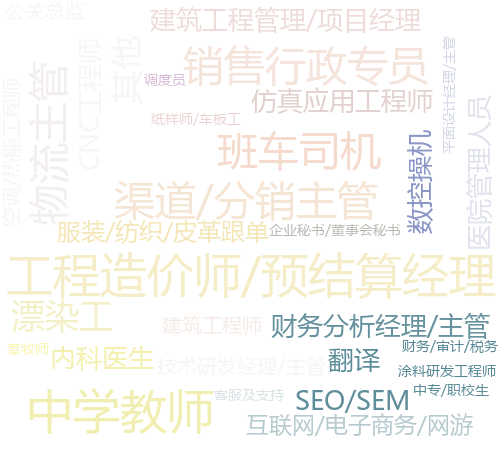 公关总监
建筑工程管理/项目经理
CNC工程师
其他
销售行政专员
平面设计经理/主管
调度员
物流主管
空调/热能工程师
仿真应用工程师
纸样师/车板工
医院管理人员
班车司机
数控操机
渠道/分销主管
服装/纺织/皮革跟单
企业秘书/董事会秘书
工程造价师/预结算经理
漂染工
建筑工程师
财务分析经理/主管
财务/审计/税务
内科医生
技术研发经理/主管
翻译
涂料研发工程师
中专/职校生
中学教师
客服及支持
SEO/SEM
互联网/电子商务/网游